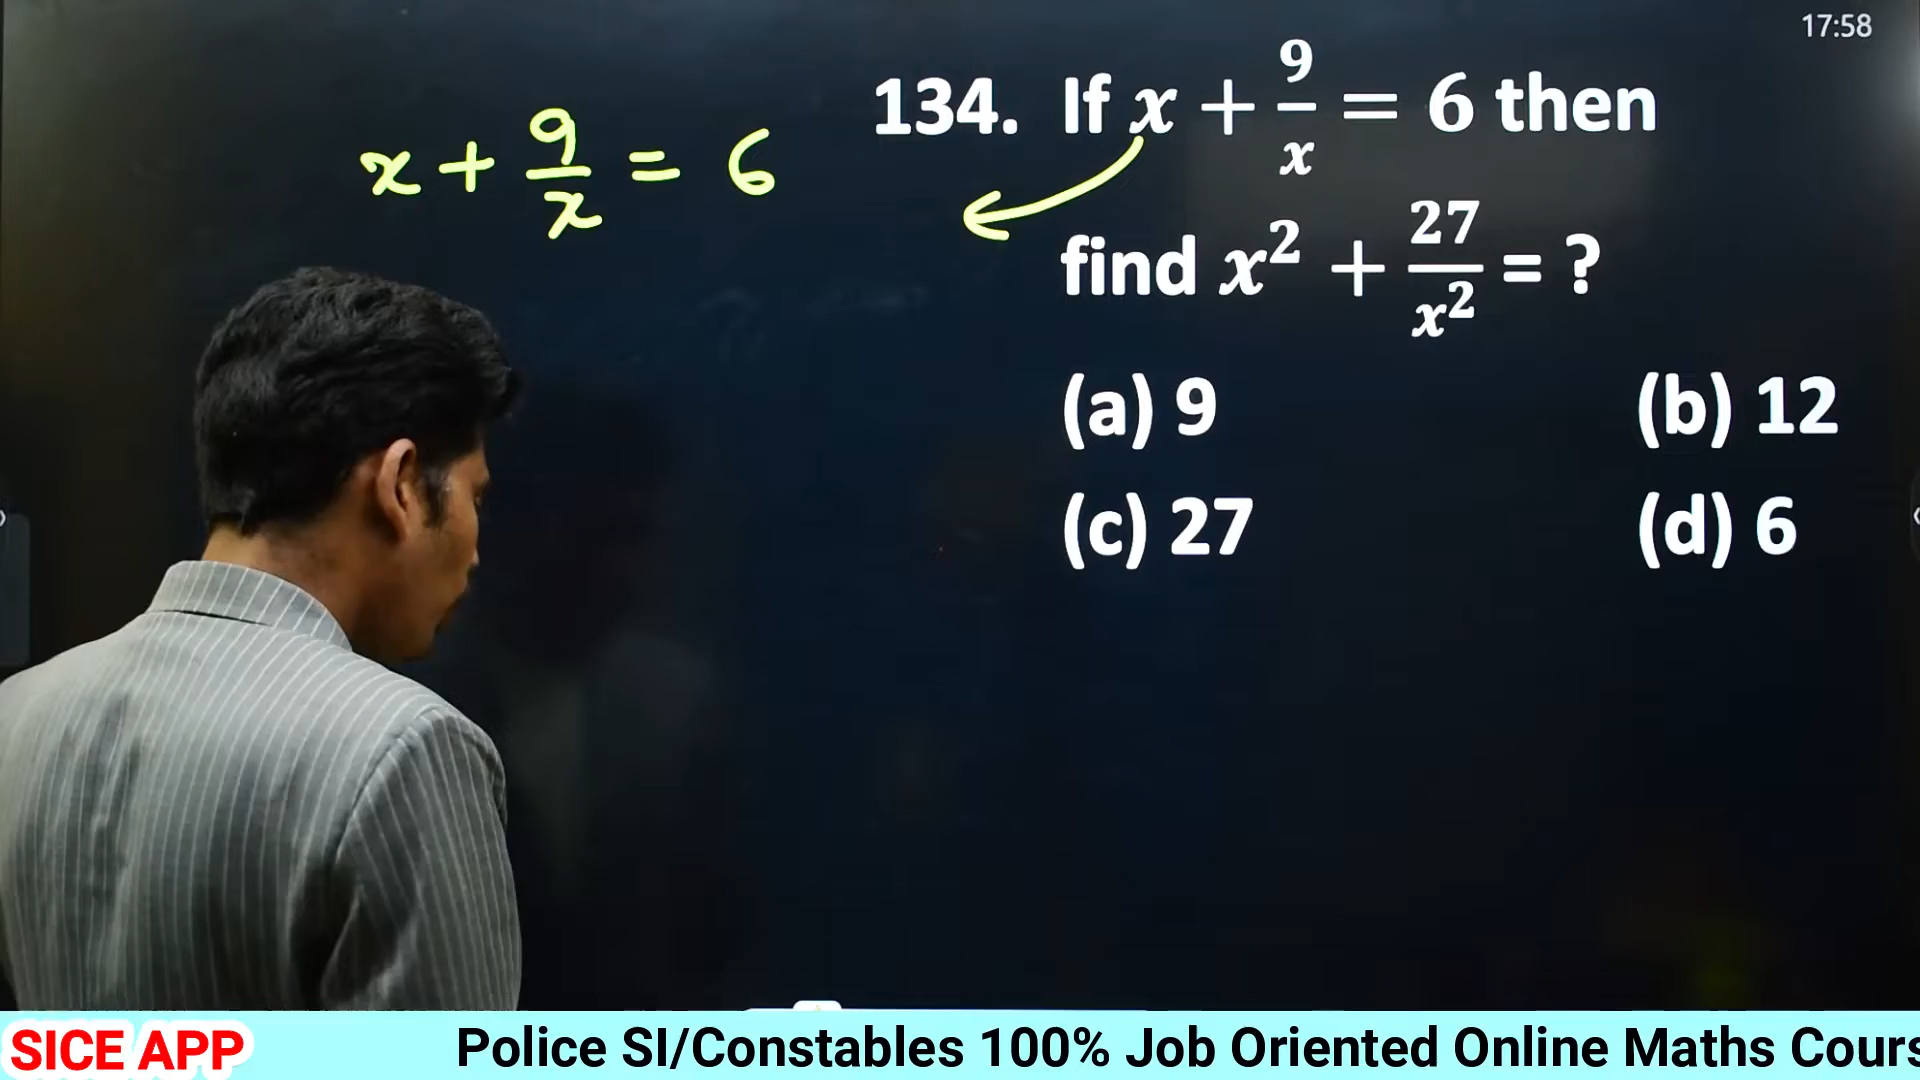 17:58
134. If x + 9/x = 6 then
x + 9/x = 6
find x² + 27/x² = ?
(a) 9 (b) 12
(c) 27 (d) 6
SICE APP Police SI/Constables 100% Job Oriented Online Maths Cours